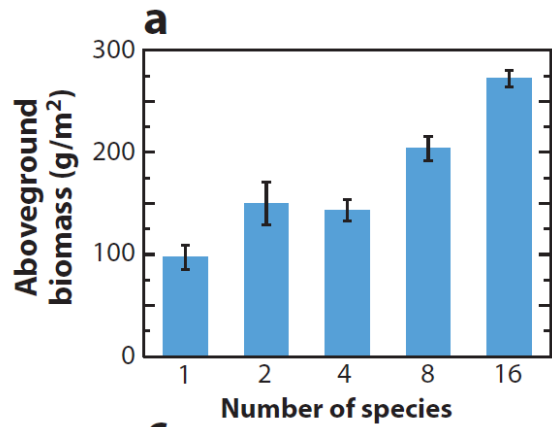 a
300
200
100
0
Aboveground
biomass (g/m²)
1 2 4 8 16
Number of species